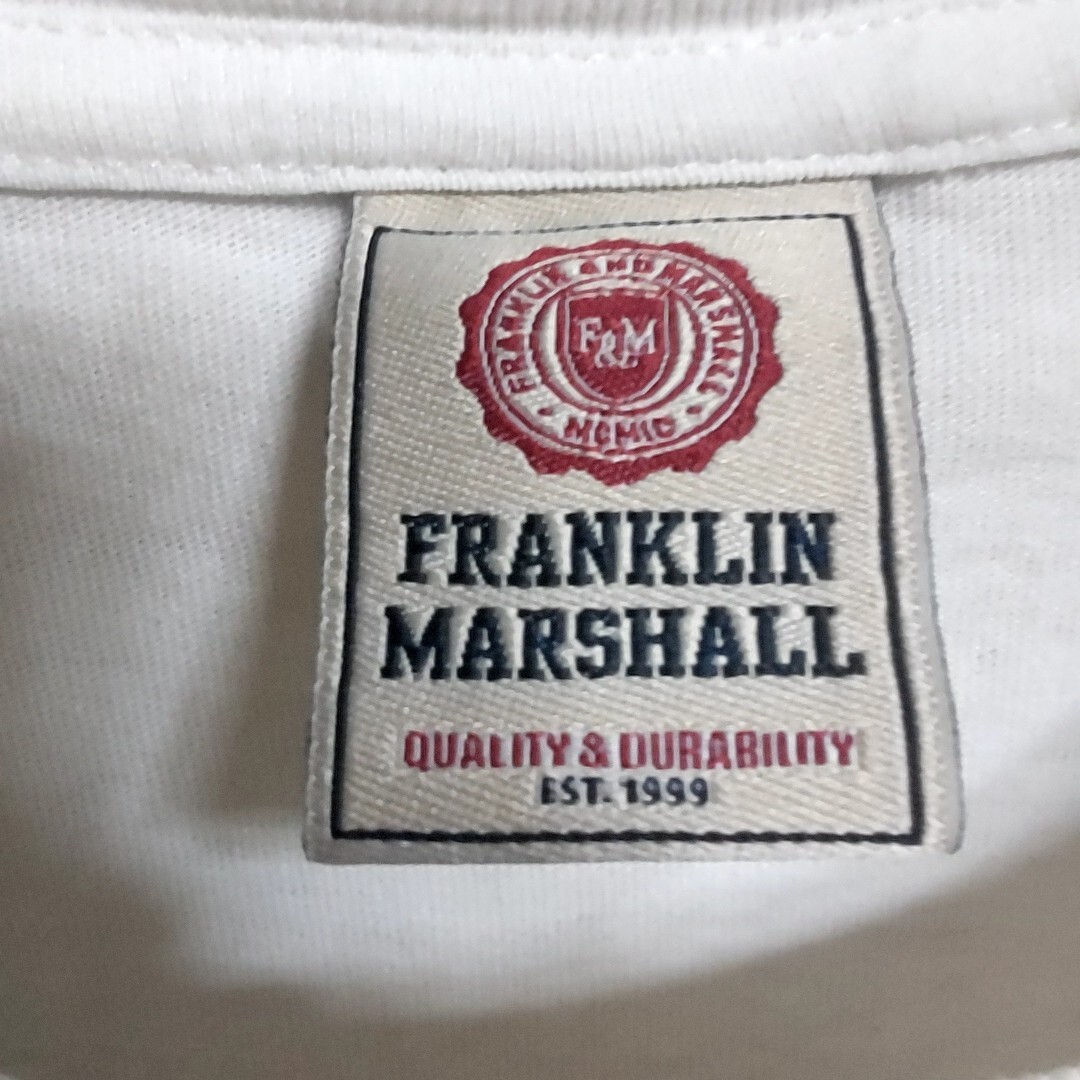 FRANKLIN AND MARSHALL
F&M
MCMIC
FRANKLIN
MARSHALL
QUALITY & DURABILITY
EST. 1999